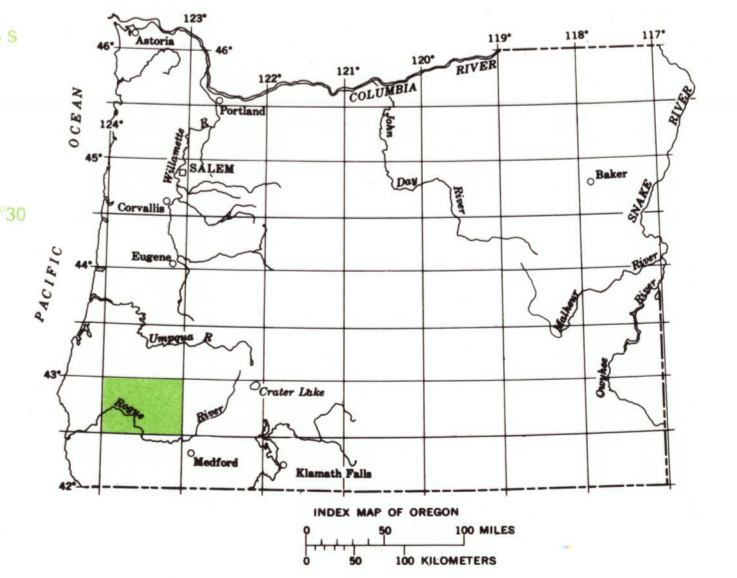 123°
118°
117°
119°
46°
Astoria
46°
120°
122°
121°
RIVER
COLUMBIA
S
OCEAN
Portland
RIVER
124°
R
John
Willamette
45°
SALEM
Day
Baker
River
SNAKE
Corvallis
°30
Eugene
44°
PACIFIC
River
River
Malheur
Umpqua R
43°
Crater Lake
Owyhee
Rogue
River
Medford
Klamath Falls
42°
INDEX MAP OF OREGON
0 50 100 MILES
0 50 100 KILOMETERS